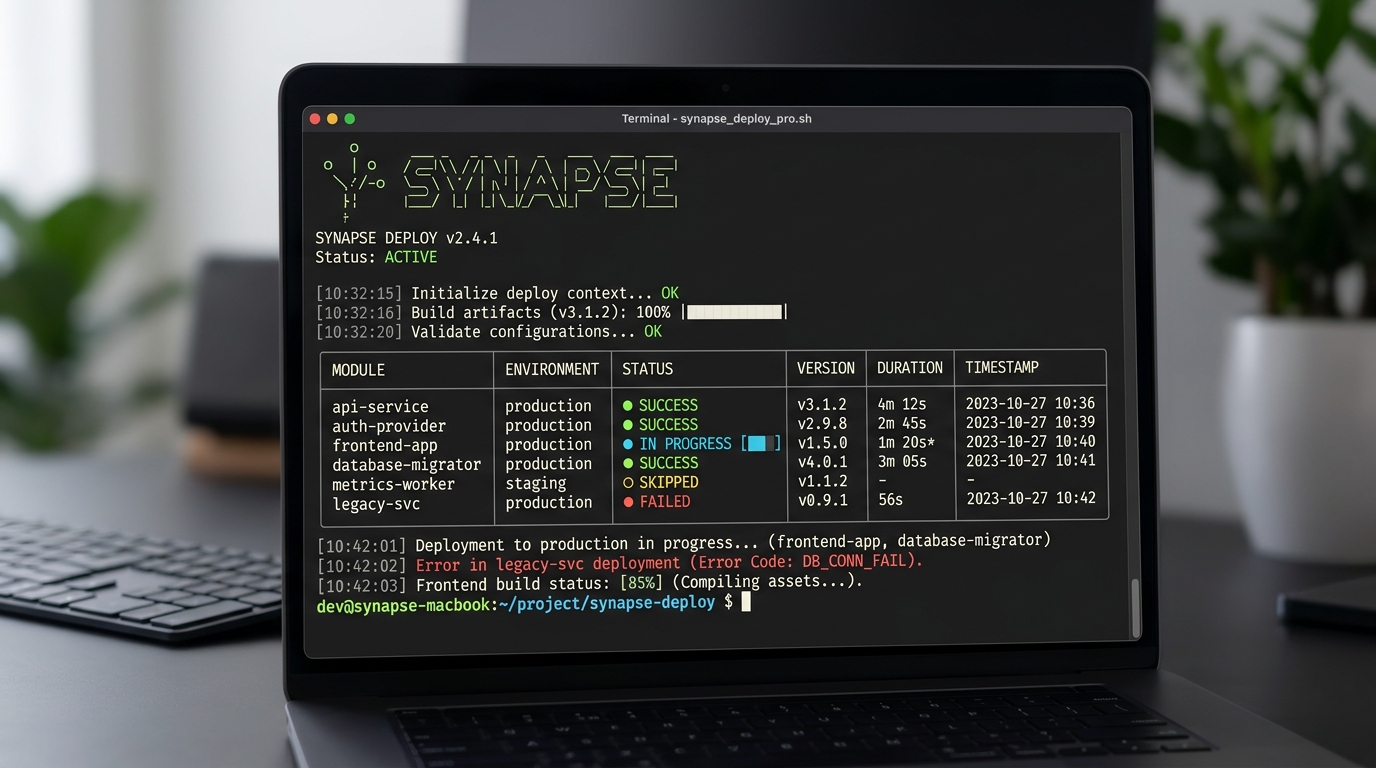 Terminal - synapse_deploy_pro.sh
SYNAPSE
SYNAPSE DEPLOY v2.4.1
Status: ACTIVE
[10:32:15] Initialize deploy context... OK
[10:32:16] Build artifacts (v3.1.2): 100%
[10:32:20] Validate configurations... OK
MODULE ENVIRONMENT STATUS VERSION DURATION TIMESTAMP
api-service production SUCCESS v3.1.2 4m 12s 2023-10-27 10:36
auth-provider production SUCCESS v2.9.8 2m 45s 2023-10-27 10:39
frontend-app production IN PROGRESS v1.5.0 1m 20s* 2023-10-27 10:40
database-migrator production SUCCESS v4.0.1 3m 05s 2023-10-27 10:41
metrics-worker staging SKIPPED v1.1.2 - -
legacy-svc production FAILED v0.9.1 56s 2023-10-27 10:42
[10:42:01] Deployment to production in progress... (frontend-app, database-migrator)
[10:42:02] Error in legacy-svc deployment (Error Code: DB_CONN_FAIL).
[10:42:03] Frontend build status: [85%] (Compiling assets...).
dev@synapse-macbook:~/project/synapse-deploy $